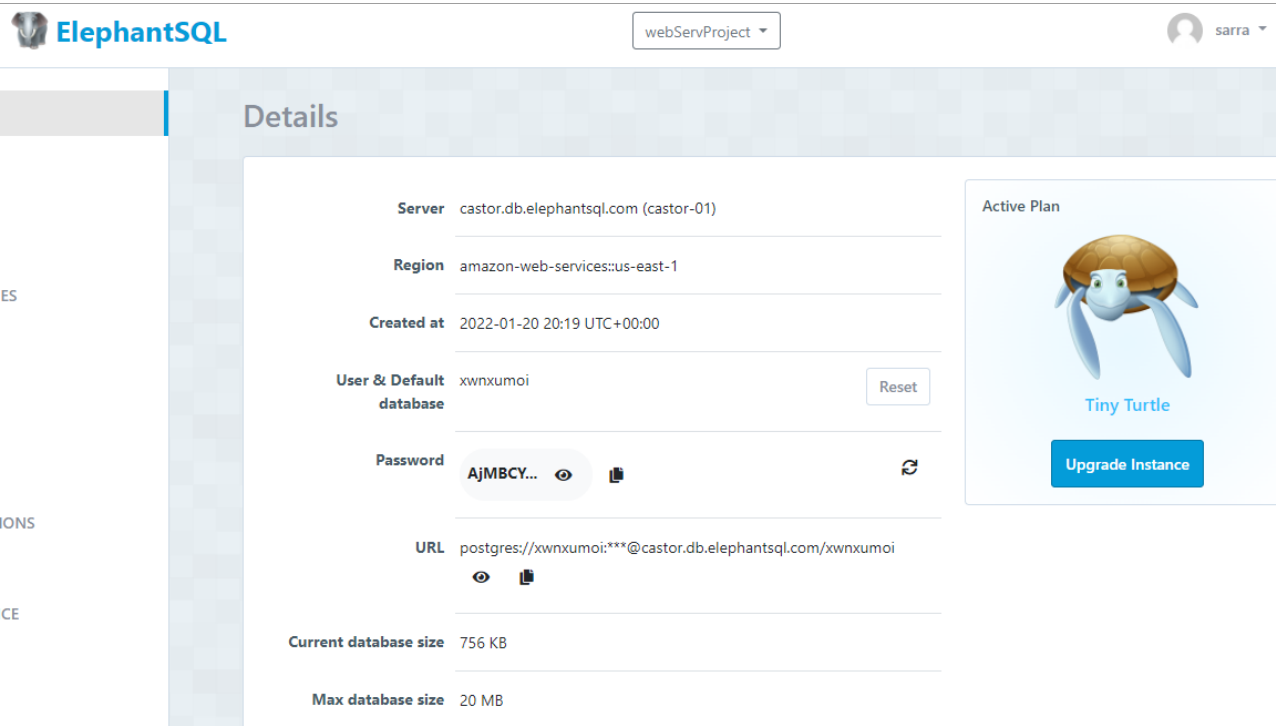 ElephantSQL
webServProject
sarra
Details
Server castor.db.elephantsql.com (castor-01)
Active Plan
Region amazon-web-services::us-east-1
ES
Created at 2022-01-20 20:19 UTC+00:00
User & Default database xwnxumoi
Reset
Tiny Turtle
Password AjMBCY...
Upgrade Instance
IONS
URL postgres://xwnxumoi:***@castor.db.elephantsql.com/xwnxumoi
CE
Current database size 756 KB
Max database size 20 MB